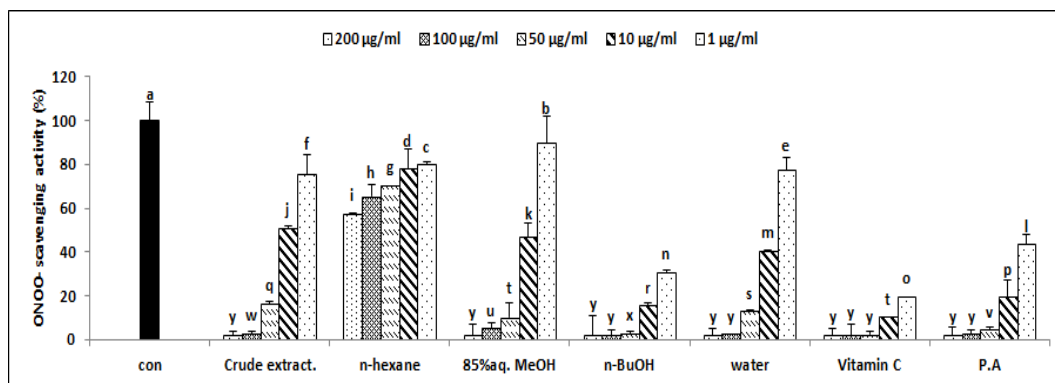 200 µg/ml 100 µg/ml 50 µg/ml 10 µg/ml 1 µg/ml
ONOO- scavenging activity (%)
120
100
80
60
40
20
0
a
y w q j f
i h g d c
y u t k b
y y x r n
y y s m e
y y y t o
y y v p l
con Crude extract. n-hexane 85%aq. MeOH n-BuOH water Vitamin C P.A